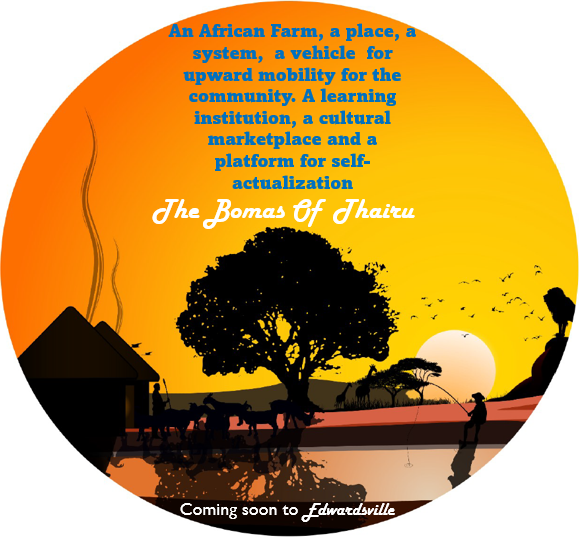 An African Farm, a place, a
system, a vehicle for
upward mobility for the
community. A learning
institution, a cultural
marketplace and a
platform for self-
actualization
The Bomas Of Thairu
Coming soon to Edwardsville